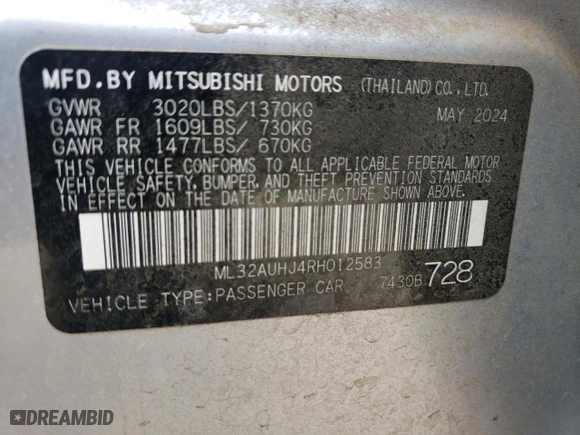 MFD.BY MITSUBISHI MOTORS (THAILAND)CO.,LTD.
GVWR 3020LBS/1370KG MAY 2024
GAWR FR 1609LBS/ 730KG
GAWR RR 1477LBS/ 670KG
THIS VEHICLE CONFORMS TO ALL APPLICABLE FEDERAL MOTOR
VEHICLE SAFETY, BUMPER, AND THEFT PREVENTION STANDARDS
IN EFFECT ON THE DATE OF MANUFACTURE SHOWN ABOVE.
ML32AUHJ4RH012583
VEHICLE TYPE:PASSENGER CAR 7430B 728
DREAMBID